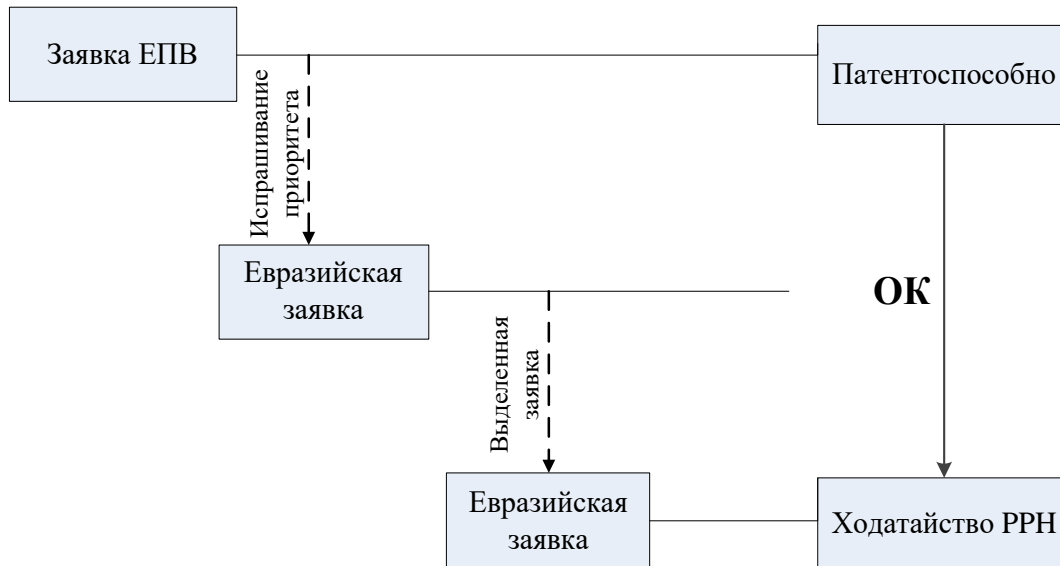 Заявка ЕПВ
Патентоспособно
Испрашивание
приоритета
Евразийская
заявка
ОК
Выделенная
заявка
Евразийская
заявка
Ходатайство РРН